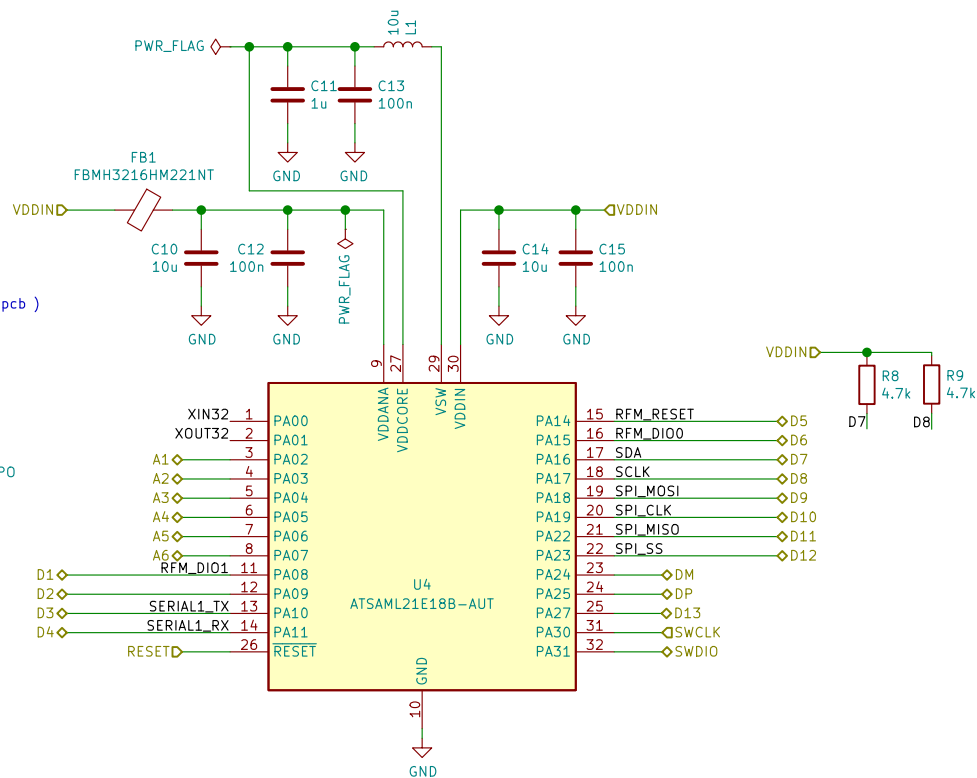 10u
L1
PWR_FLAG
C11
1u
C13
100n
GND
GND
FB1
FBMH3216HM221NT
VDDIN
C10
10u
C12
100n
PWR_FLAG
GND
GND
VDDIN
C14
10u
C15
100n
GND
GND
pcb )
PO
VDDIN
R8
4.7k
R9
4.7k
D7
D8
9
27
29
30
VDDANA
VDDCORE
VSW
VDDIN
XIN32 1 PA00
XOUT32 2 PA01
A1 3 PA02
A2 4 PA03
A3 5 PA04
A4 6 PA05
A5 7 PA06
A6 8 PA07
D1 RFM_DIO1 11 PA08
D2 12 PA09
D3 SERIAL1_TX 13 PA10
D4 SERIAL1_RX 14 PA11
RESET 26 RESET
U4
ATSAML21E18B-AUT
PA14 15 RFM_RESET D5
PA15 16 RFM_DIO0 D6
PA16 17 SDA D7
PA17 18 SCLK D8
PA18 19 SPI_MOSI D9
PA19 20 SPI_CLK D10
PA22 21 SPI_MISO D11
PA23 22 SPI_SS D12
PA24 23 DM
PA25 24 DP
PA27 25 D13
PA30 31 SWCLK
PA31 32 SWDIO
GND
10
GND